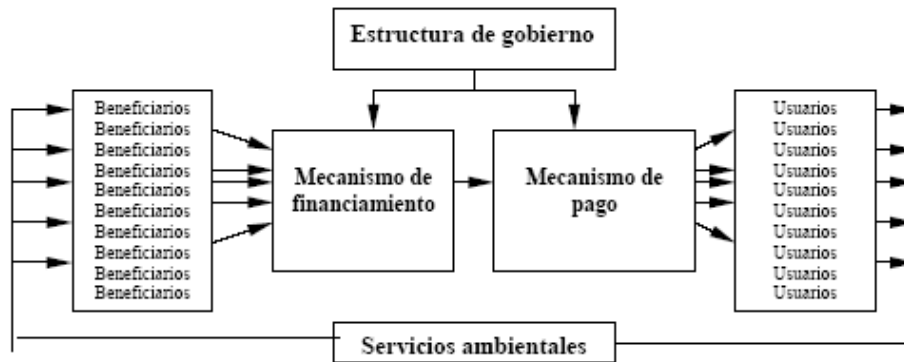 Estructura de gobierno
Beneficiarios
Beneficiarios
Beneficiarios
Beneficiarios
Beneficiarios
Beneficiarios
Beneficiarios
Beneficiarios
Beneficiarios
Beneficiarios
Mecanismo de
financiamiento
Mecanismo de
pago
Usuarios
Usuarios
Usuarios
Usuarios
Usuarios
Usuarios
Usuarios
Usuarios
Usuarios
Usuarios
Servicios ambientales